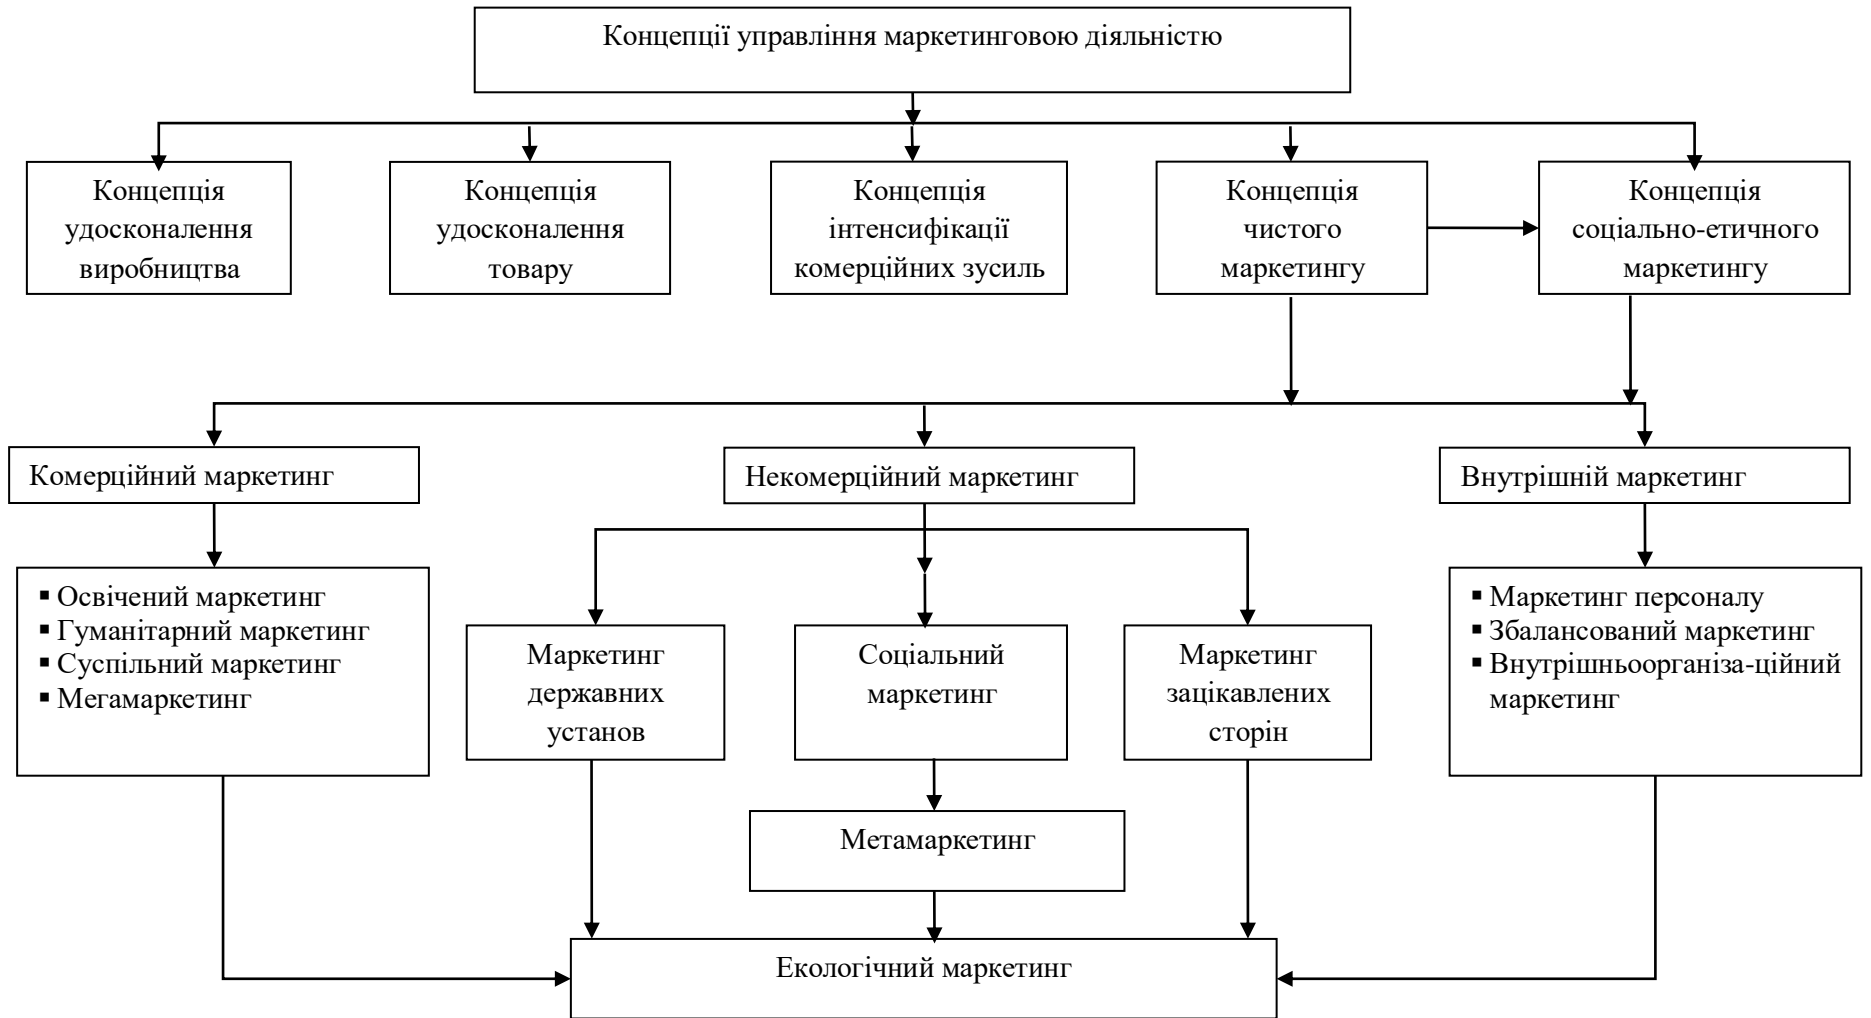 Концепції управління маркетинговою діяльністю
Концепція
удосконалення
виробництва
Концепція
удосконалення
товару
Концепція
інтенсифікації
комерційних зусиль
Концепція
чистого
маркетингу
Концепція
соціально-етичного
маркетингу
Комерційний маркетинг
Некомерційний маркетинг
Внутрішній маркетинг
▪ Освічений маркетинг
▪ Гуманітарний маркетинг
▪ Суспільний маркетинг
▪ Мегамаркетинг
Маркетинг
державних
установ
Соціальний
маркетинг
Маркетинг
зацікавлених
сторін
▪ Маркетинг персоналу
▪ Збалансований маркетинг
▪ Внутрішньоорганіза-ційний
маркетинг
Метамаркетинг
Екологічний маркетинг